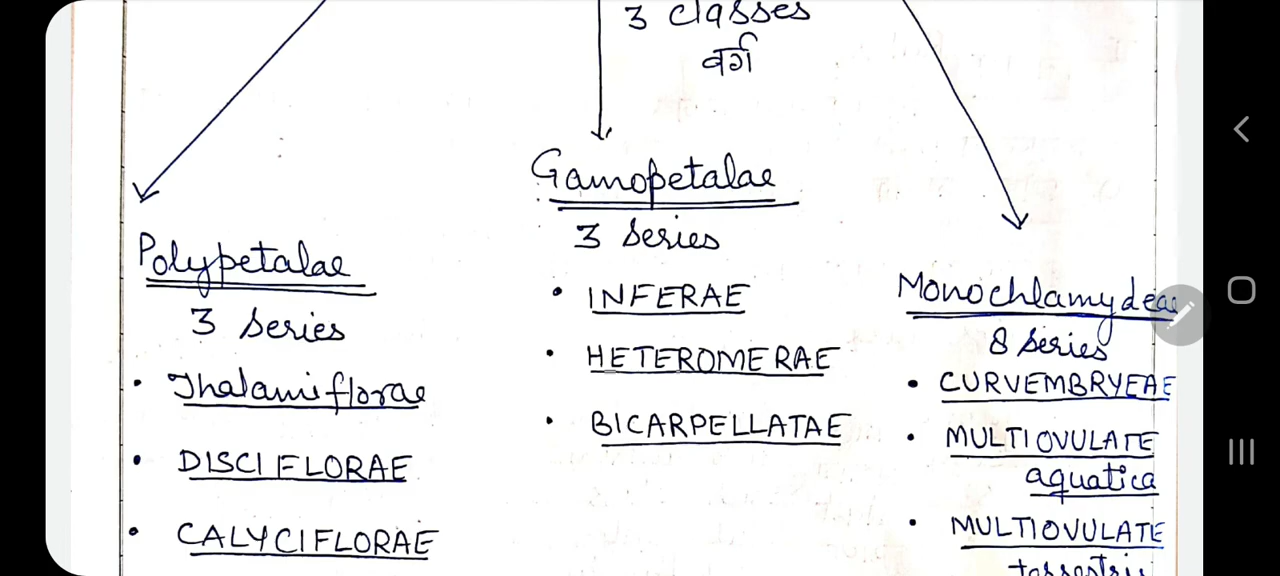 3 classes
वर्ग
Gamopetalae
3 Series
• INFERAE
• HETEROMERAE
• BICARPELLATAE
Polypetalae
3 Series
• Thalamiflorae
• DISCIFLORAE
• CALYCIFLORAE
Monochlamydeae
8 Series
• CURVEMBRYEAE
• MULTIOVULATE
aquatica
• MULTIOVULATE
terrestris